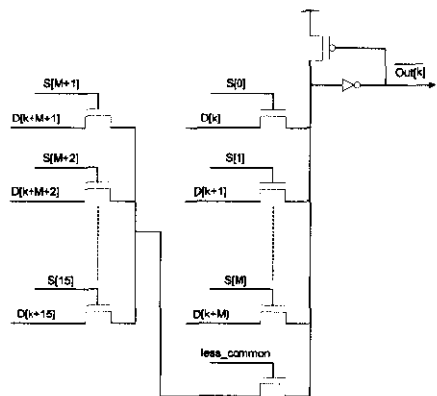 S[M+1]
D[k+M+1]
S[M+2]
D[k+M+2]
S[15]
D[k+15]
S[0]
D[k]
S[1]
D[k+1]
S[M]
D[k+M)
less_common
Out[k]